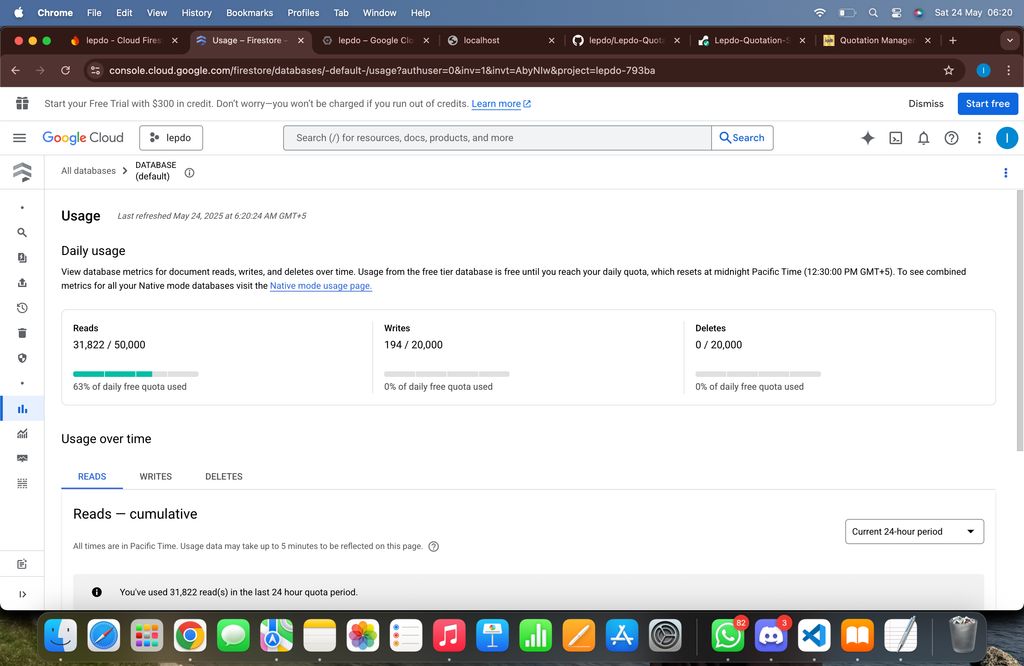 Chrome File Edit View History Bookmarks Profiles Tab Window Help Sat 24 May 06:20
lepdo - Cloud Fires Usage – Firestore – lepdo – Google Clo localhost lepdo/Lepdo-Quota Lepdo-Quotation-S Quotation Manager
console.cloud.google.com/firestore/databases/-default-/usage?authuser=0&inv=1&invt=AbyNlw&project=lepdo-793ba I
Start your Free Trial with $300 in credit. Don't worry—you won't be charged if you run out of credits. Learn more Dismiss Start free
Google Cloud lepdo Search (/) for resources, docs, products, and more Search I
All databases DATABASE
(default)
Usage Last refreshed May 24, 2025 at 6:20:24 AM GMT+5
Daily usage
View database metrics for document reads, writes, and deletes over time. Usage from the free tier database is free until you reach your daily quota, which resets at midnight Pacific Time (12:30:00 PM GMT+5). To see combined
metrics for all your Native mode databases visit the Native mode usage page.
Reads Writes Deletes
31,822 / 50,000 194 / 20,000 0 / 20,000
63% of daily free quota used 0% of daily free quota used 0% of daily free quota used
Usage over time
READS WRITES DELETES
Reads — cumulative
Current 24-hour period
All times are in Pacific Time. Usage data may take up to 5 minutes to be reflected on this page.
You've used 31,822 read(s) in the last 24 hour quota period.
82 3